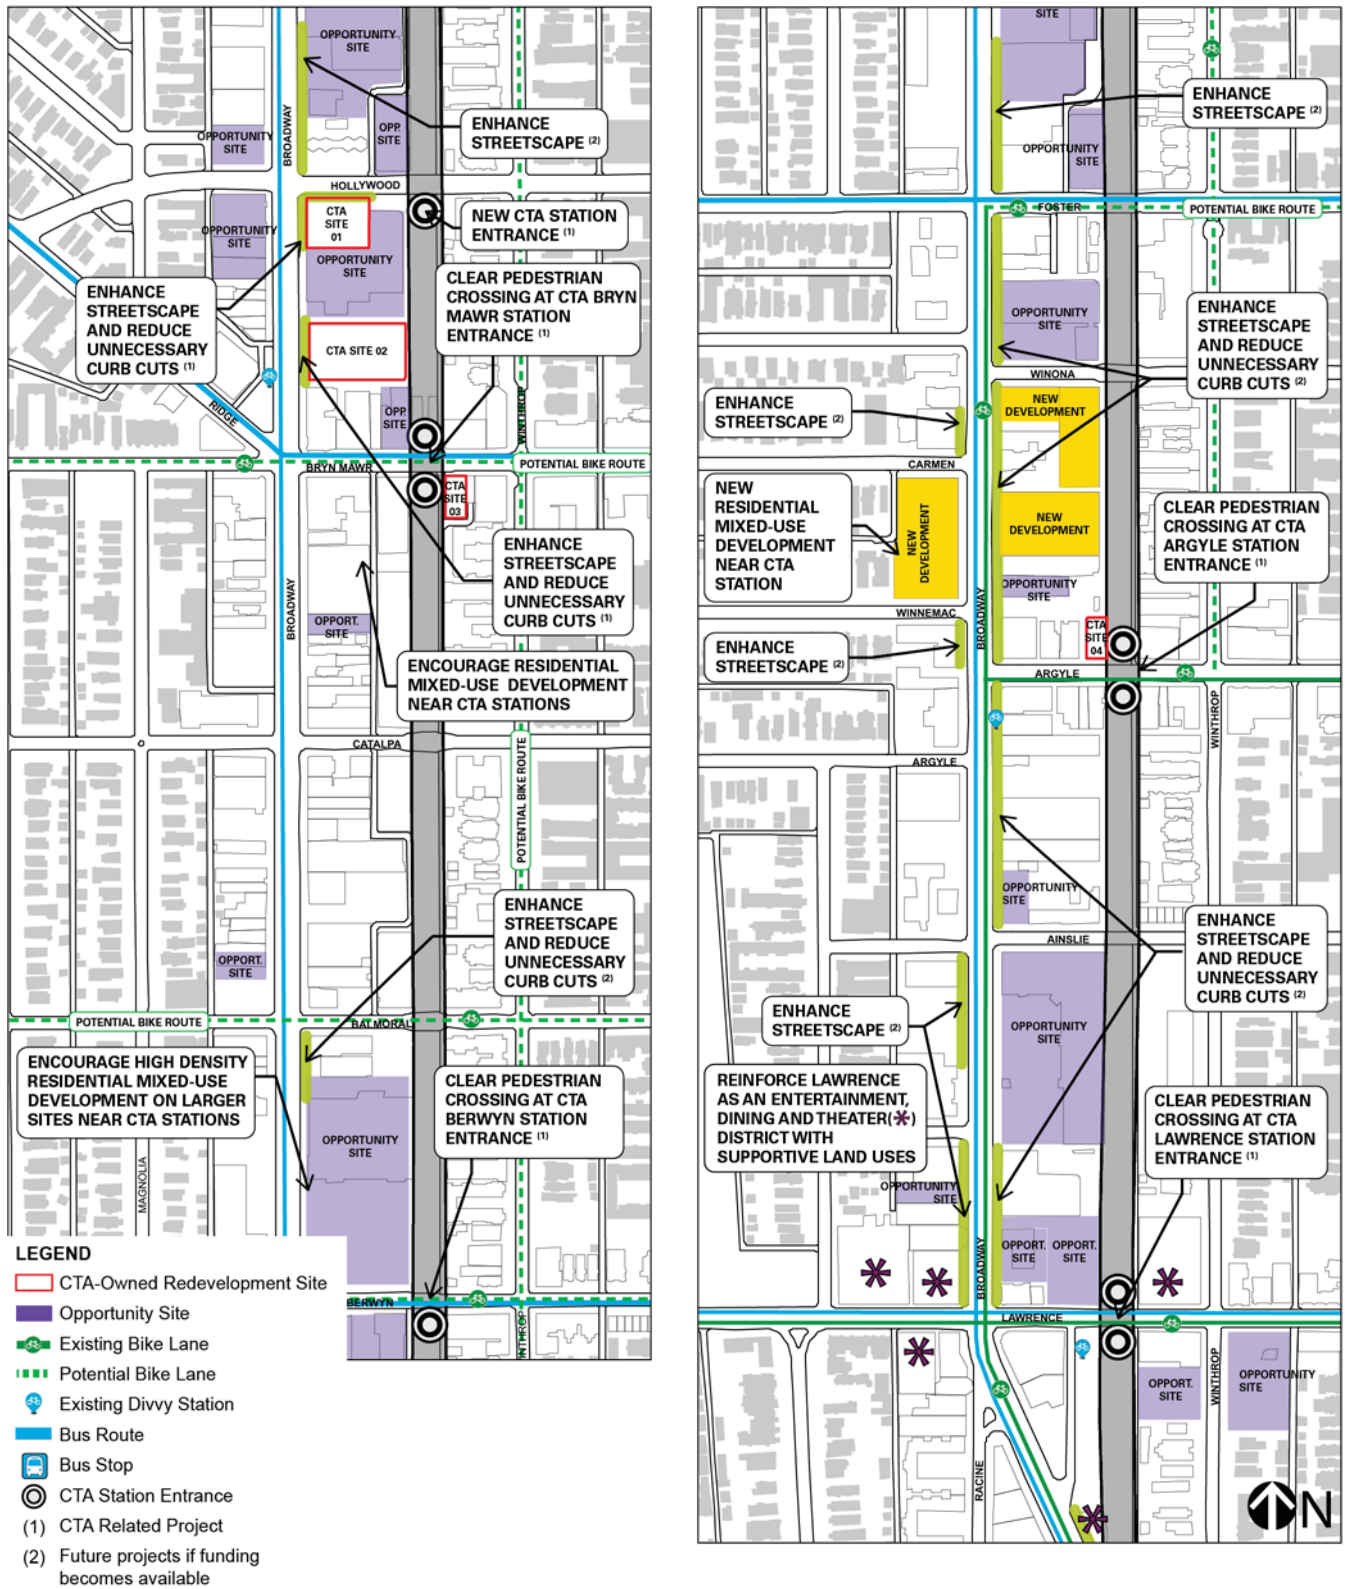 OPPORTUNITY
SITE
BROADWAY
OPP.
SITE
ENHANCE
STREETSCAPE (2)
OPPORTUNITY
SITE
HOLLYWOOD
CTA
SITE
01
NEW CTA STATION
ENTRANCE (1)
OPPORTUNITY
SITE
OPPORTUNITY
SITE
CLEAR PEDESTRIAN
CROSSING AT CTA BRYN
MAWR STATION
ENTRANCE (1)
ENHANCE
STREETSCAPE
AND REDUCE
UNNECESSARY
CURB CUTS (1)
CTA SITE 02
RIDGE
OPP.
SITE
WINTHROP
BRYN MAWR
POTENTIAL BIKE ROUTE
CTA
SITE
03
ENHANCE
STREETSCAPE
AND REDUCE
UNNECESSARY
CURB CUTS (1)
BROADWAY
OPPORT.
SITE
ENCOURAGE RESIDENTIAL
MIXED-USE DEVELOPMENT
NEAR CTA STATIONS
CATALPA
POTENTIAL BIKE ROUTE
ENHANCE
STREETSCAPE
AND REDUCE
UNNECESSARY
CURB CUTS (2)
OPPORT.
SITE
POTENTIAL BIKE ROUTE
BALMORAL
ENCOURAGE HIGH DENSITY
RESIDENTIAL MIXED-USE
DEVELOPMENT ON LARGER
SITES NEAR CTA STATIONS
CLEAR PEDESTRIAN
CROSSING AT CTA
BERWYN STATION
ENTRANCE (1)
OPPORTUNITY
SITE
MAGNOLIA
BERWYN
INTHROP
LEGEND
CTA-Owned Redevelopment Site
Opportunity Site
Existing Bike Lane
Potential Bike Lane
Existing Divvy Station
Bus Route
Bus Stop
CTA Station Entrance
(1) CTA Related Project
(2) Future projects if funding
becomes available
SITE
ENHANCE
STREETSCAPE (2)
OPPORTUNITY
SITE
FOSTER
POTENTIAL BIKE ROUTE
OPPORTUNITY
SITE
ENHANCE
STREETSCAPE
AND REDUCE
UNNECESSARY
CURB CUTS (2)
WINONA
NEW
DEVELOPMENT
ENHANCE
STREETSCAPE (2)
CARMEN
NEW
RESIDENTIAL
MIXED-USE
DEVELOPMENT
NEAR CTA
STATION
NEW
DEVELOPMENT
NEW
DEVELOPMENT
CLEAR PEDESTRIAN
CROSSING AT CTA
ARGYLE STATION
ENTRANCE (1)
OPPORTUNITY
SITE
WINNEMAC
BROADWAY
CTA
SITE
04
ENHANCE
STREETSCAPE (2)
ARGYLE
WINTHROP
ARGYLE
OPPORTUNITY
SITE
AINSLIE
ENHANCE
STREETSCAPE
AND REDUCE
UNNECESSARY
CURB CUTS (2)
ENHANCE
STREETSCAPE (2)
OPPORTUNITY
SITE
REINFORCE LAWRENCE
AS AN ENTERTAINMENT,
DINING AND THEATER(*)
DISTRICT WITH
SUPPORTIVE LAND USES
CLEAR PEDESTRIAN
CROSSING AT CTA
LAWRENCE STATION
ENTRANCE (1)
OPPORTUNITY
SITE
BROADWAY
OPPORT.
SITE
OPPORT.
SITE
LAWRENCE
OPPORT.
SITE
WINTHROP
OPPORTUNITY
SITE
RACINE
N